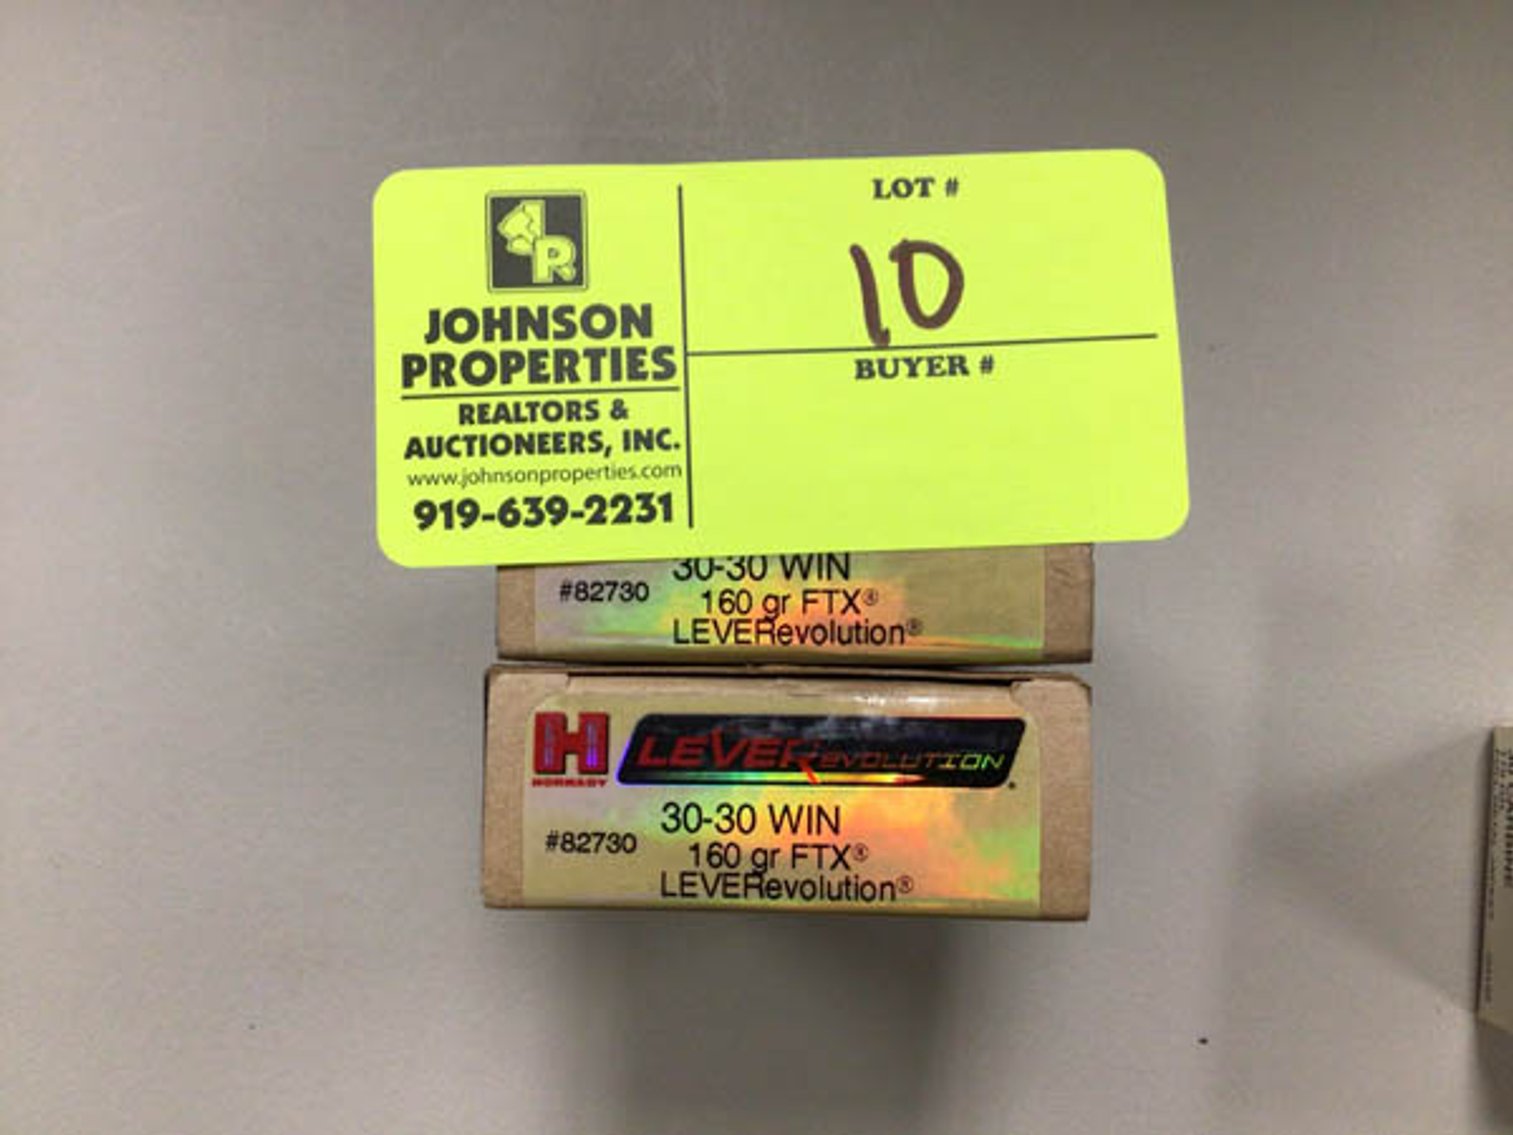 JP
JOHNSON
PROPERTIES
REALTORS &
AUCTIONEERS, INC.
www.johnsonproperties.com
919-639-2231
LOT #
10
BUYER #
30-30 WIN
#82730
160 gr FTX®
LEVERevolution®
H
HORNADY
LEVERevolution®
30-30 WIN
#82730
160 gr FTX®
LEVERevolution®